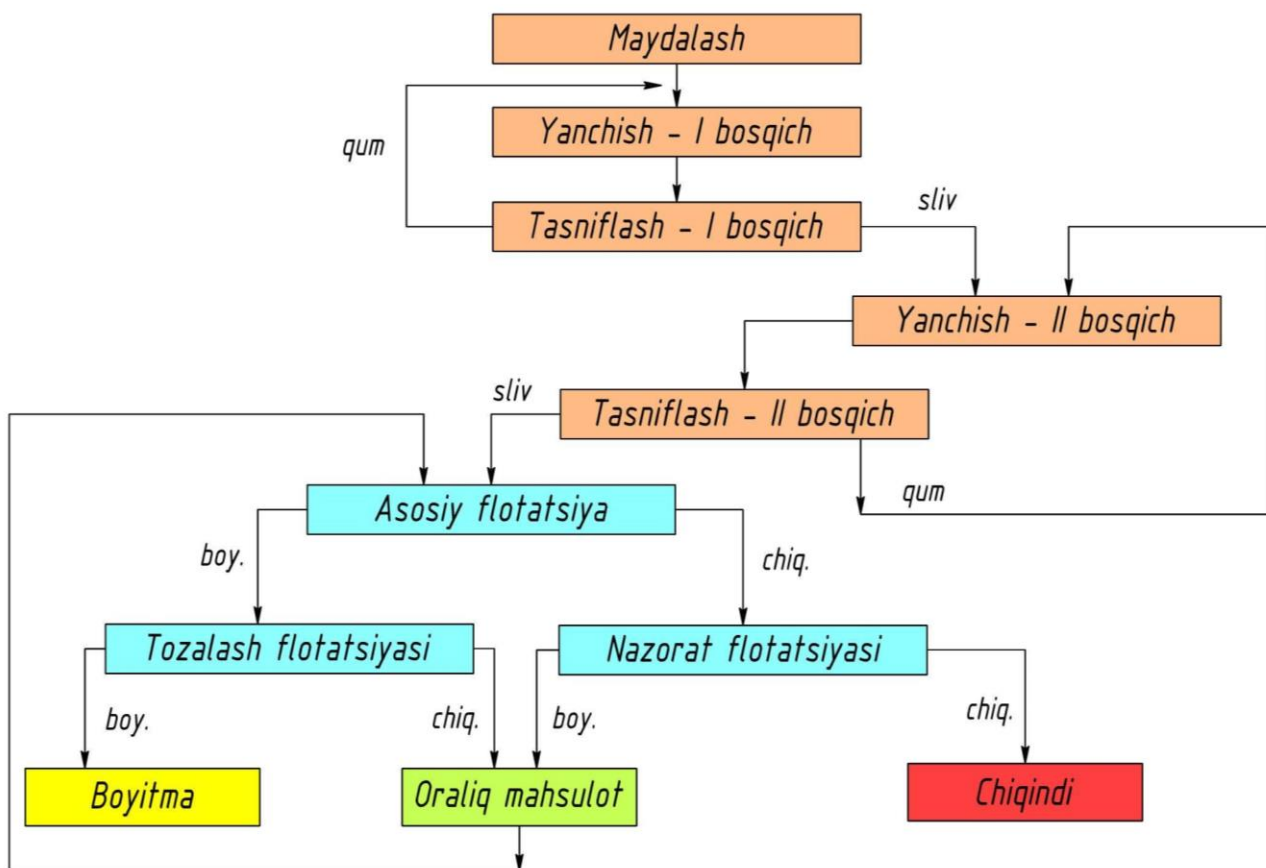 Maydalash
Yanchish - I bosqich
qum
Tasniflash - I bosqich
sliv
Yanchish - II bosqich
sliv
Tasniflash - II bosqich
qum
Asosiy flotatsiya
boy.
chiq.
Tozalash flotatsiyasi
Nazorat flotatsiyasi
boy.
chiq.
boy.
chiq.
Boyitma
Oraliq mahsulot
Chiqindi